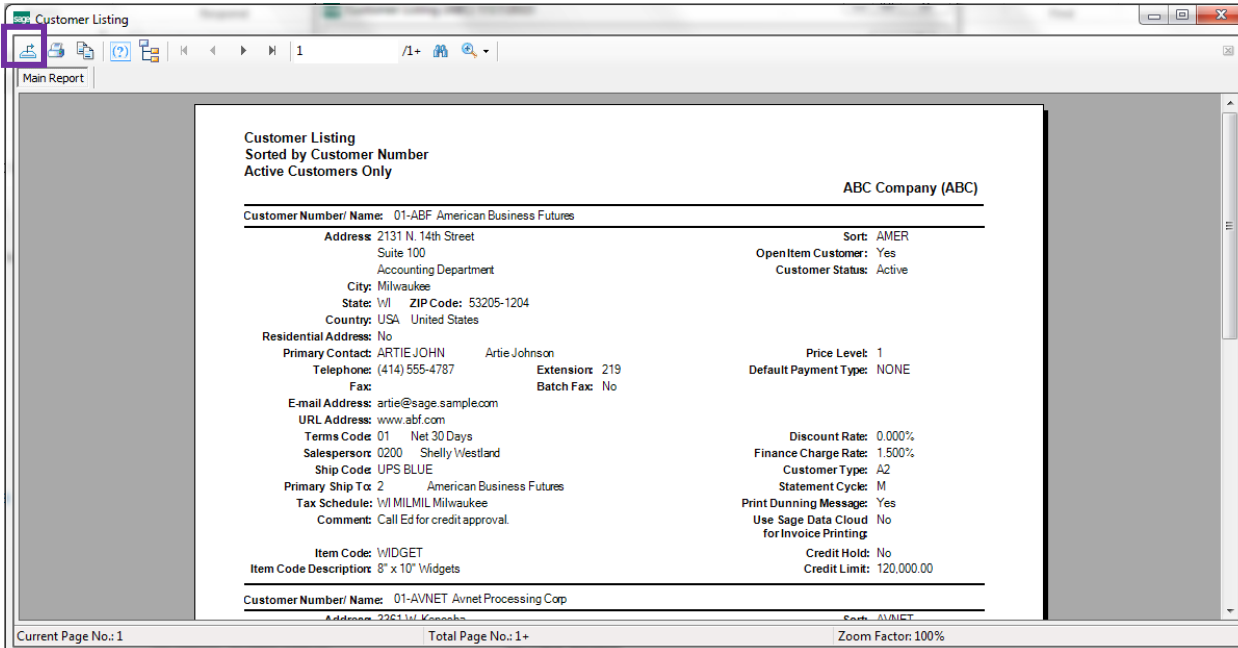 sage Customer Listing
(?) 1 /1+
Main Report
Customer Listing
Sorted by Customer Number
Active Customers Only
ABC Company (ABC)
Customer Number/ Name: 01-ABF American Business Futures
Address: 2131 N. 14th Street Sort: AMER
Suite 100 Open Item Customer: Yes
Accounting Department Customer Status: Active
City: Milwaukee
State: WI ZIP Code: 53205-1204
Country: USA United States
Residential Address: No
Primary Contact: ARTIE JOHN Artie Johnson Price Level: 1
Telephone: (414) 555-4787 Extension: 219 Default Payment Type: NONE
Fax: Batch Fax: No
E-mail Address: artie@sage.sample.com
URL Address: www.abf.com
Terms Code: 01 Net 30 Days Discount Rate: 0.000%
Salesperson: 0200 Shelly Westland Finance Charge Rate: 1.500%
Ship Code: UPS BLUE Customer Type: A2
Primary Ship To: 2 American Business Futures Statement Cycle: M
Tax Schedule: WI MILMIL Milwaukee Print Dunning Message: Yes
Comment: Call Ed for credit approval. Use Sage Data Cloud No
for Invoice Printing:
Item Code: WIDGET Credit Hold: No
Item Code Description: 8" x 10" Widgets Credit Limit: 120,000.00
Customer Number/ Name: 01-AVNET Avnet Processing Corp
Address: 2361 W. Kenosha Sort: AVNET
Current Page No.: 1 Total Page No.: 1+ Zoom Factor: 100%